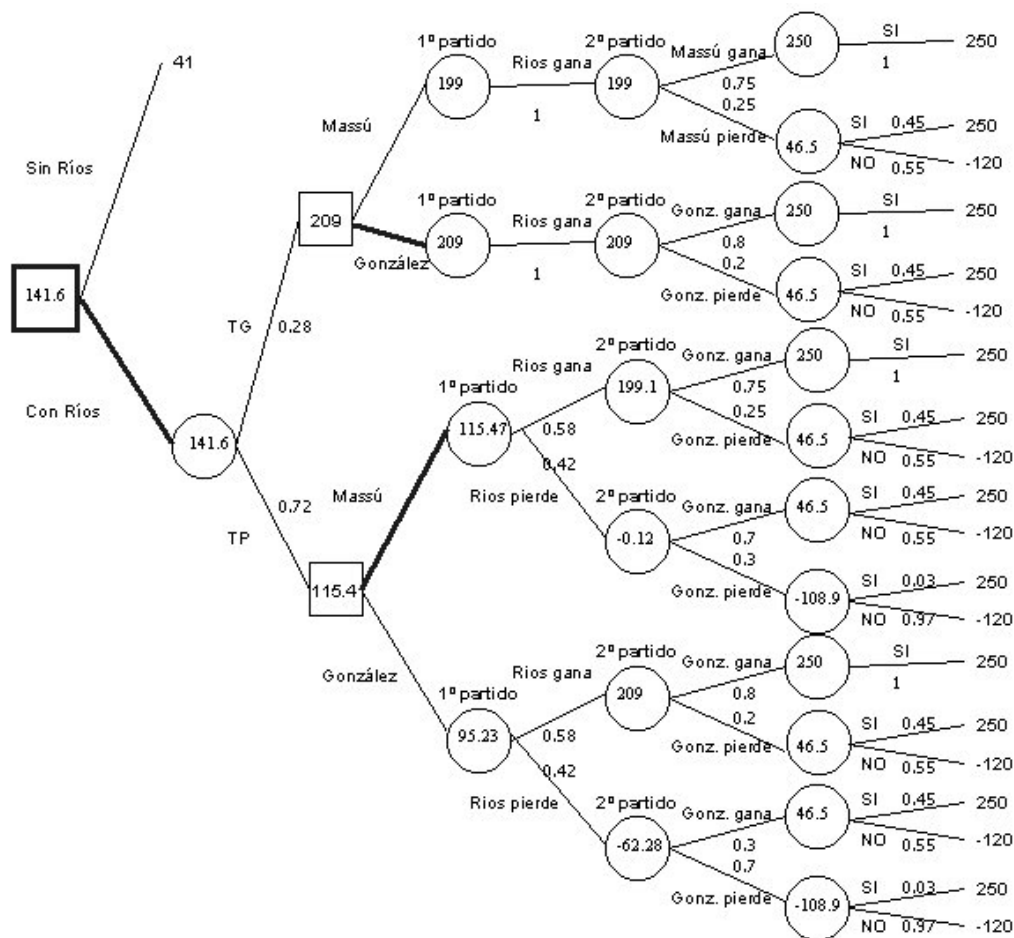 1º partido
2º partido
Massú gana
250
SI
1
250
41
Rios gana
199
1
199
0.75
0.25
Massú
Massú pierde
46.5
SI 0.45
250
NO 0.55
-120
Sin Ríos
209
1º partido
2º partido
Gonz. gana
250
SI
1
250
Rios gana
González
209
1
209
0.8
0.2
Gonz. pierde
46.5
SI 0.45
250
NO 0.55
-120
141.6
TG
0.28
Con Ríos
141.6
TP
0.72
1º partido
Rios gana
2º partido
Gonz. gana
250
SI
1
250
199.1
0.75
0.25
115.47
0.58
0.42
Gonz. pierde
46.5
SI 0.45
250
NO 0.55
-120
Massú
Rios pierde
2º partido
Gonz. gana
46.5
SI 0.45
250
NO 0.55
-120
-0.12
0.7
0.3
Gonz. pierde
-108.9
SI 0.03
250
NO 0.97
-120
115.4
González
1º partido
Rios gana
2º partido
Gonz. gana
250
SI
1
250
209
0.8
0.2
95.23
0.58
0.42
Gonz. pierde
46.5
SI 0.45
250
NO 0.55
-120
Rios pierde
2º partido
Gonz. gana
46.5
SI 0.45
250
NO 0.55
-120
-62.28
0.3
0.7
Gonz. pierde
-108.9
SI 0.03
250
NO 0.97
-120